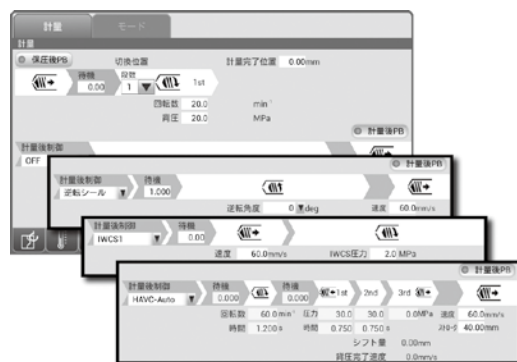 計量 モード
計量
保圧後PB 切換位置 計量完了位置 0.00mm
待機 段数
0.00 1 1st
回転数 20.0 min⁻¹
背圧 20.0 MPa
計量後PB
計量後制御
OFF
計量後PB
計量後制御 待機
逆転シール 1.000
逆転角度 0 deg 速度 60.0mm/s
計量後制御 待機
IWCS1 0.00
速度 60.0mm/s IWCS圧力 2.0 MPa
計量後PB
計量後制御 待機 待機
HAVC-Auto 0.000 0.000 1st 2nd 3rd
回転数 60.0 min⁻¹ 圧力 30.0 30.0 0.0MPa 速度 60.0mm/s
時間 1.200 s 時間 0.750 0.750 s ストローク 40.00mm
シフト量 0.00mm
背圧完了速度 0.0mm/s